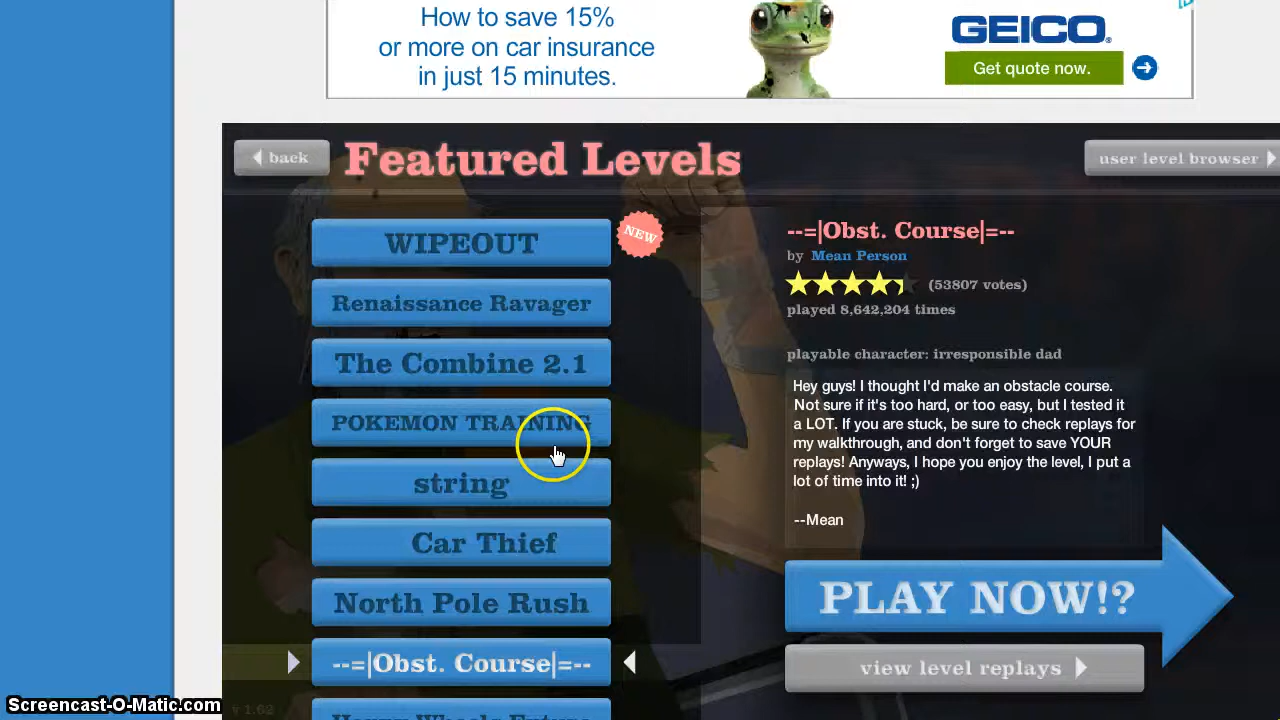 How to save 15%
or more on car insurance
in just 15 minutes.
GEICO.
Get quote now.
back
Featured Levels
user level browser
WIPEOUT
NEW
Renaissance Ravager
The Combine 2.1
POKEMON TRAINING
string
Car Thief
North Pole Rush
--=|Obst. Course|=--
Happy Wheels Future
--=|Obst. Course|=--
by Mean Person
(53807 votes)
played 8,642,204 times
playable character: irresponsible dad
Hey guys! I thought I'd make an obstacle course.
Not sure if it's too hard, or too easy, but I tested it
a LOT. If you are stuck, be sure to check replays for
my walkthrough, and don't forget to save YOUR
replays! Anyways, I hope you enjoy the level, I put a
lot of time into it! ;)
--Mean
PLAY NOW!?
view level replays
v 1.62
Screencast-O-Matic.com